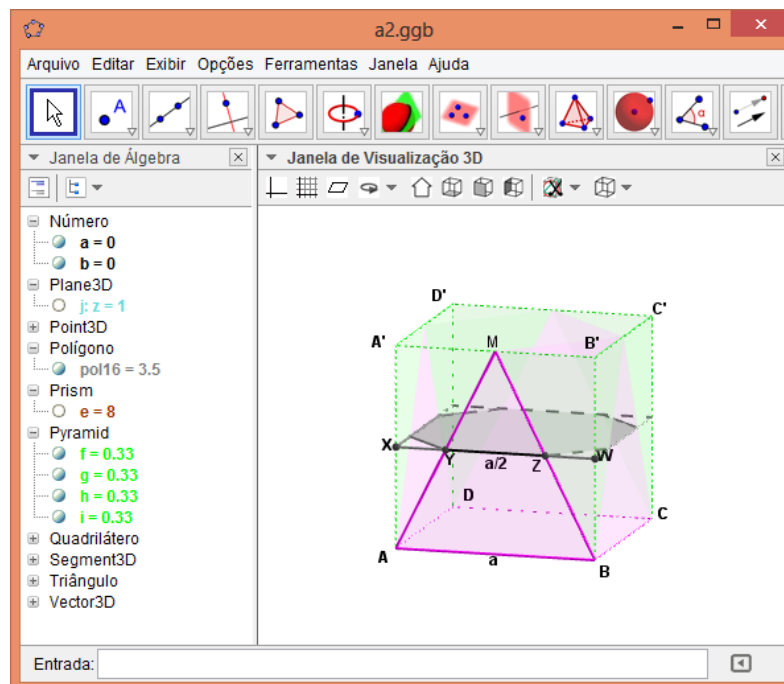 a2.ggb
Arquivo Editar Exibir Opções Ferramentas Janela Ajuda
A
α
Janela de Álgebra
Janela de Visualização 3D
Número
a = 0
b = 0
Plane3D
j: z = 1
Point3D
Polígono
pol16 = 3.5
Prism
e = 8
Pyramid
f = 0.33
g = 0.33
h = 0.33
i = 0.33
Quadrilátero
Segment3D
Triângulo
Vector3D
D'
C'
A'
M
B'
X
Y
a/2
Z
W
D
C
A
a
B
Entrada: